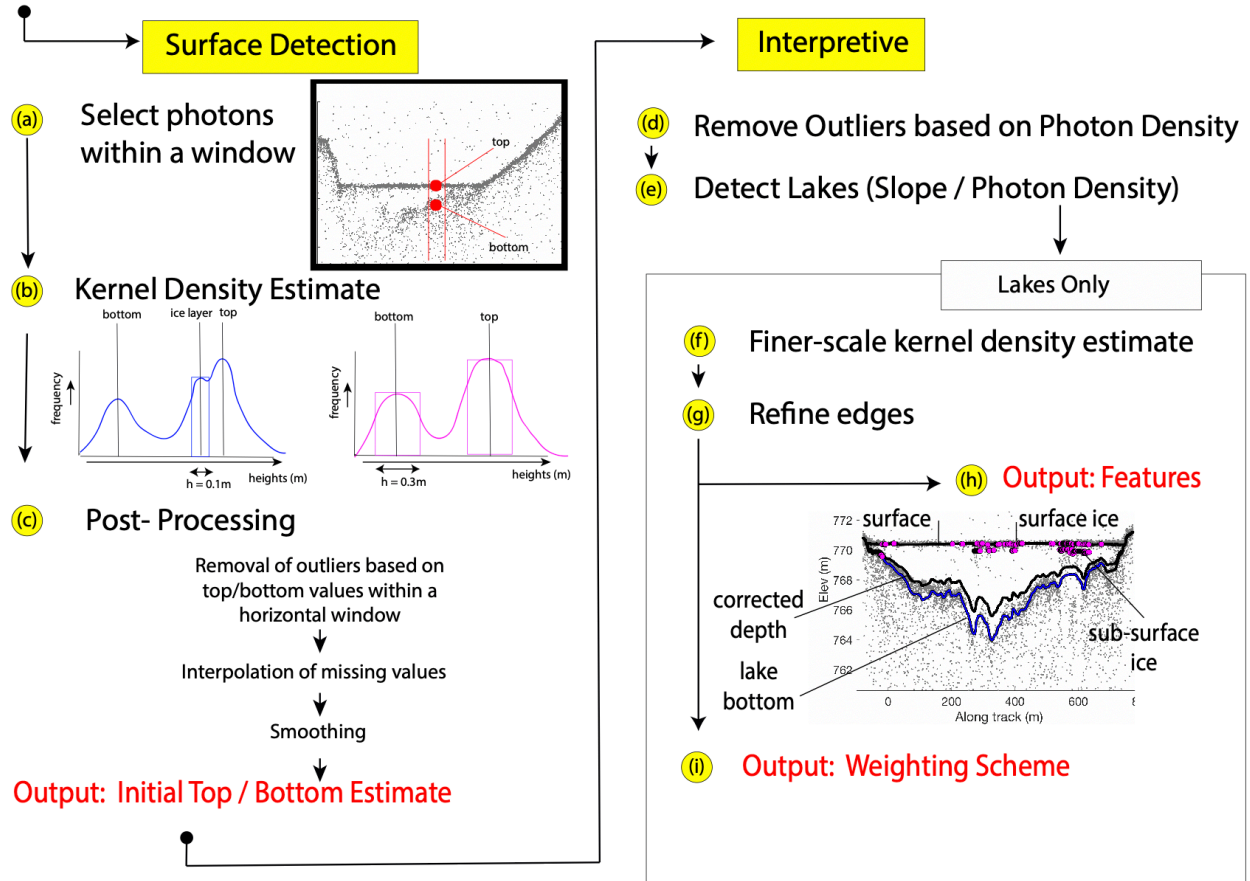 Surface Detection
(a)
Select photons
within a window
top
bottom
(b)
Kernel Density Estimate
bottom
ice layer
top
frequency
h = 0.1m
heights (m)
bottom
top
frequency
h = 0.3m
heights (m)
(c)
Post- Processing
Removal of outliers based on
top/bottom values within a
horizontal window
Interpolation of missing values
Smoothing
Output: Initial Top / Bottom Estimate
Interpretive
(d)
Remove Outliers based on Photon Density
(e)
Detect Lakes (Slope / Photon Density)
Lakes Only
(f)
Finer-scale kernel density estimate
(g)
Refine edges
(h)
Output: Features
surface
surface ice
772
770
768
766
764
762
Elev (m)
corrected
depth
lake
bottom
sub-surface
ice
0
200
400
600
Along track (m)
(i)
Output: Weighting Scheme